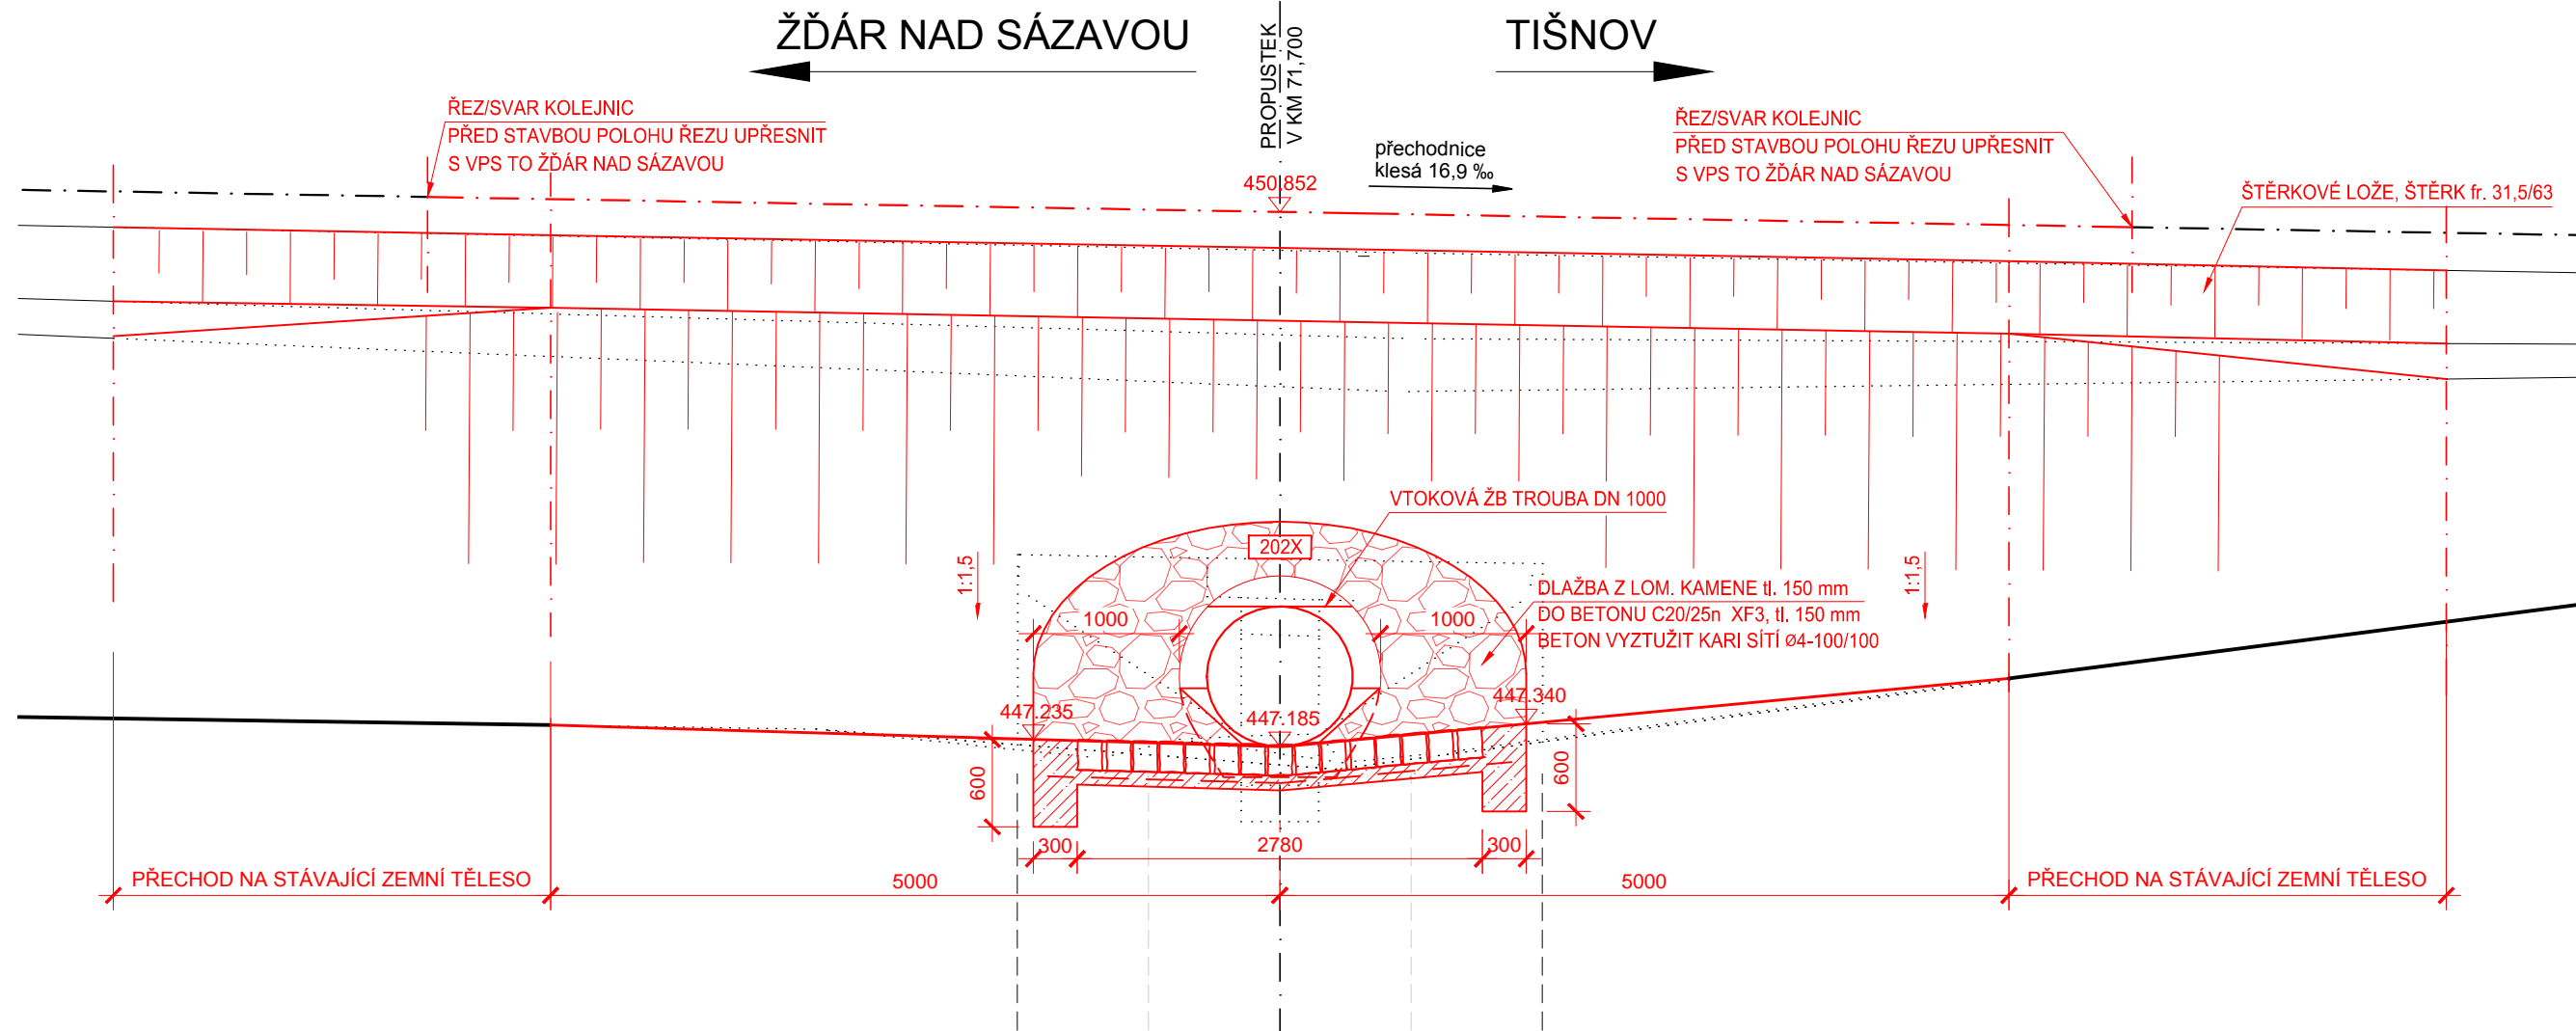 ŽĎÁR NAD SÁZAVOU
TIŠNOV
PROPUSTEK
V KM 71,700
ŘEZ/SVAR KOLEJNIC
PŘED STAVBOU POLOHU ŘEZU UPŘESNIT
S VPS TO ŽĎÁR NAD SÁZAVOU
přechodnice
klesá 16,9 ‰
450.852
ŘEZ/SVAR KOLEJNIC
PŘED STAVBOU POLOHU ŘEZU UPŘESNIT
S VPS TO ŽĎÁR NAD SÁZAVOU
ŠTĚRKOVÉ LOŽE, ŠTĚRK fr. 31,5/63
VTOKOVÁ ŽB TROUBA DN 1000
202X
1:1,5
1:1,5
DLAŽBA Z LOM. KAMENE tl. 150 mm
DO BETONU C20/25n XF3, tl. 150 mm
BETON VYZTUŽIT KARI SÍTÍ ø4-100/100
1000
1000
447.235
447.185
447.340
600
600
300
2780
300
PŘECHOD NA STÁVAJÍCÍ ZEMNÍ TĚLESO
5000
5000
PŘECHOD NA STÁVAJÍCÍ ZEMNÍ TĚLESO